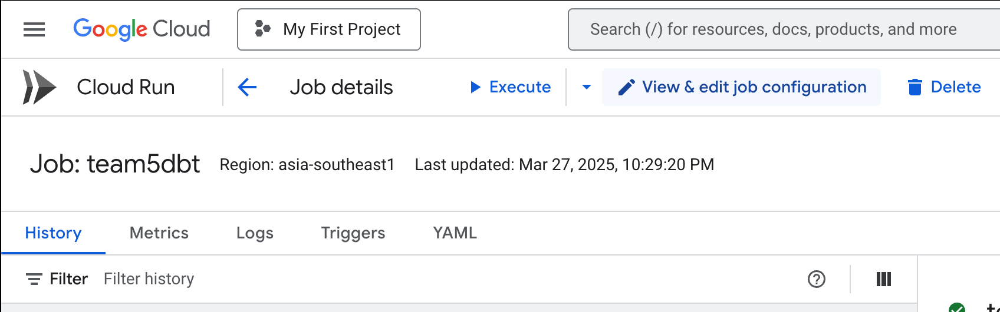 Google Cloud
My First Project
Search (/) for resources, docs, products, and more
Cloud Run
Job details
Execute
View & edit job configuration
Delete
Job: team5dbt
Region: asia-southeast1
Last updated: Mar 27, 2025, 10:29:20 PM
History
Metrics
Logs
Triggers
YAML
Filter
Filter history